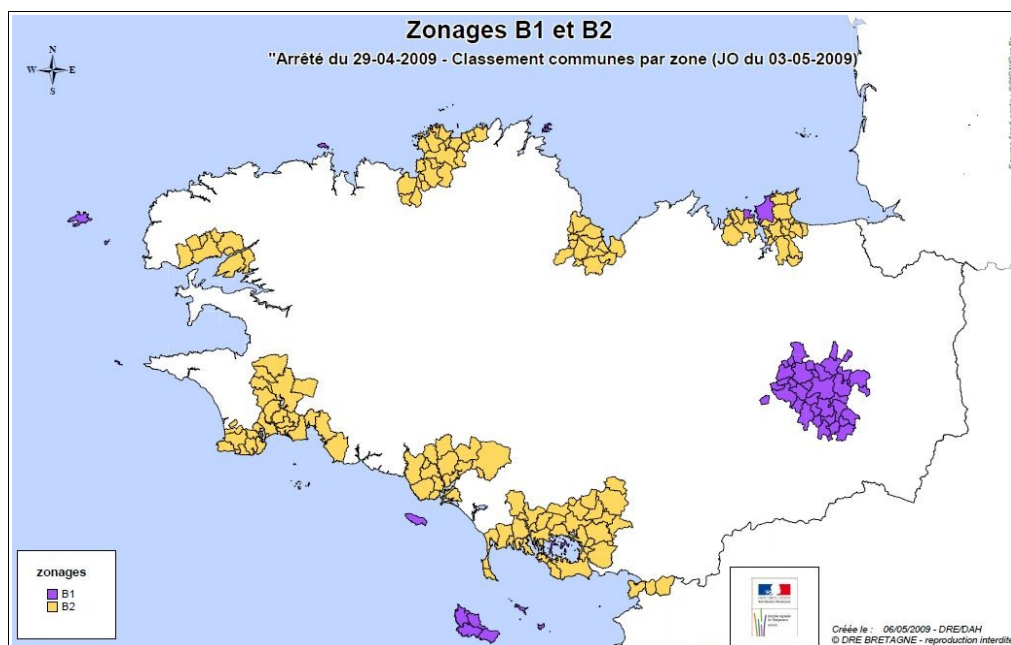 Zonages B1 et B2
"Arrêté du 29-04-2009 - Classement communes par zone (JO du 03-05-2009)
N
W E
S
zonages
B1
B2
Créée le : 06/05/2009 - DRE/DAH
© DRE BRETAGNE - reproduction interdite